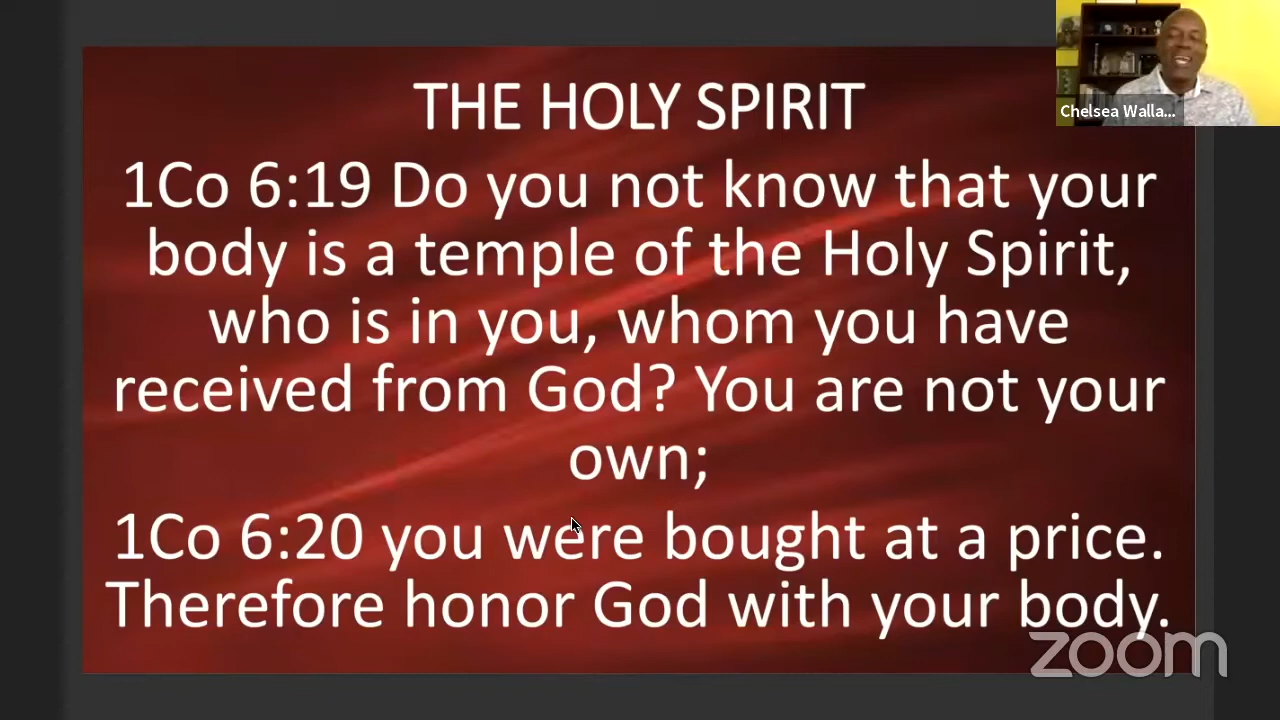 THE HOLY SPIRIT
1Co 6:19 Do you not know that your
body is a temple of the Holy Spirit,
who is in you, whom you have
received from God? You are not your
own;
1Co 6:20 you were bought at a price.
Therefore honor God with your body.
Chelsea Walla...
zoom